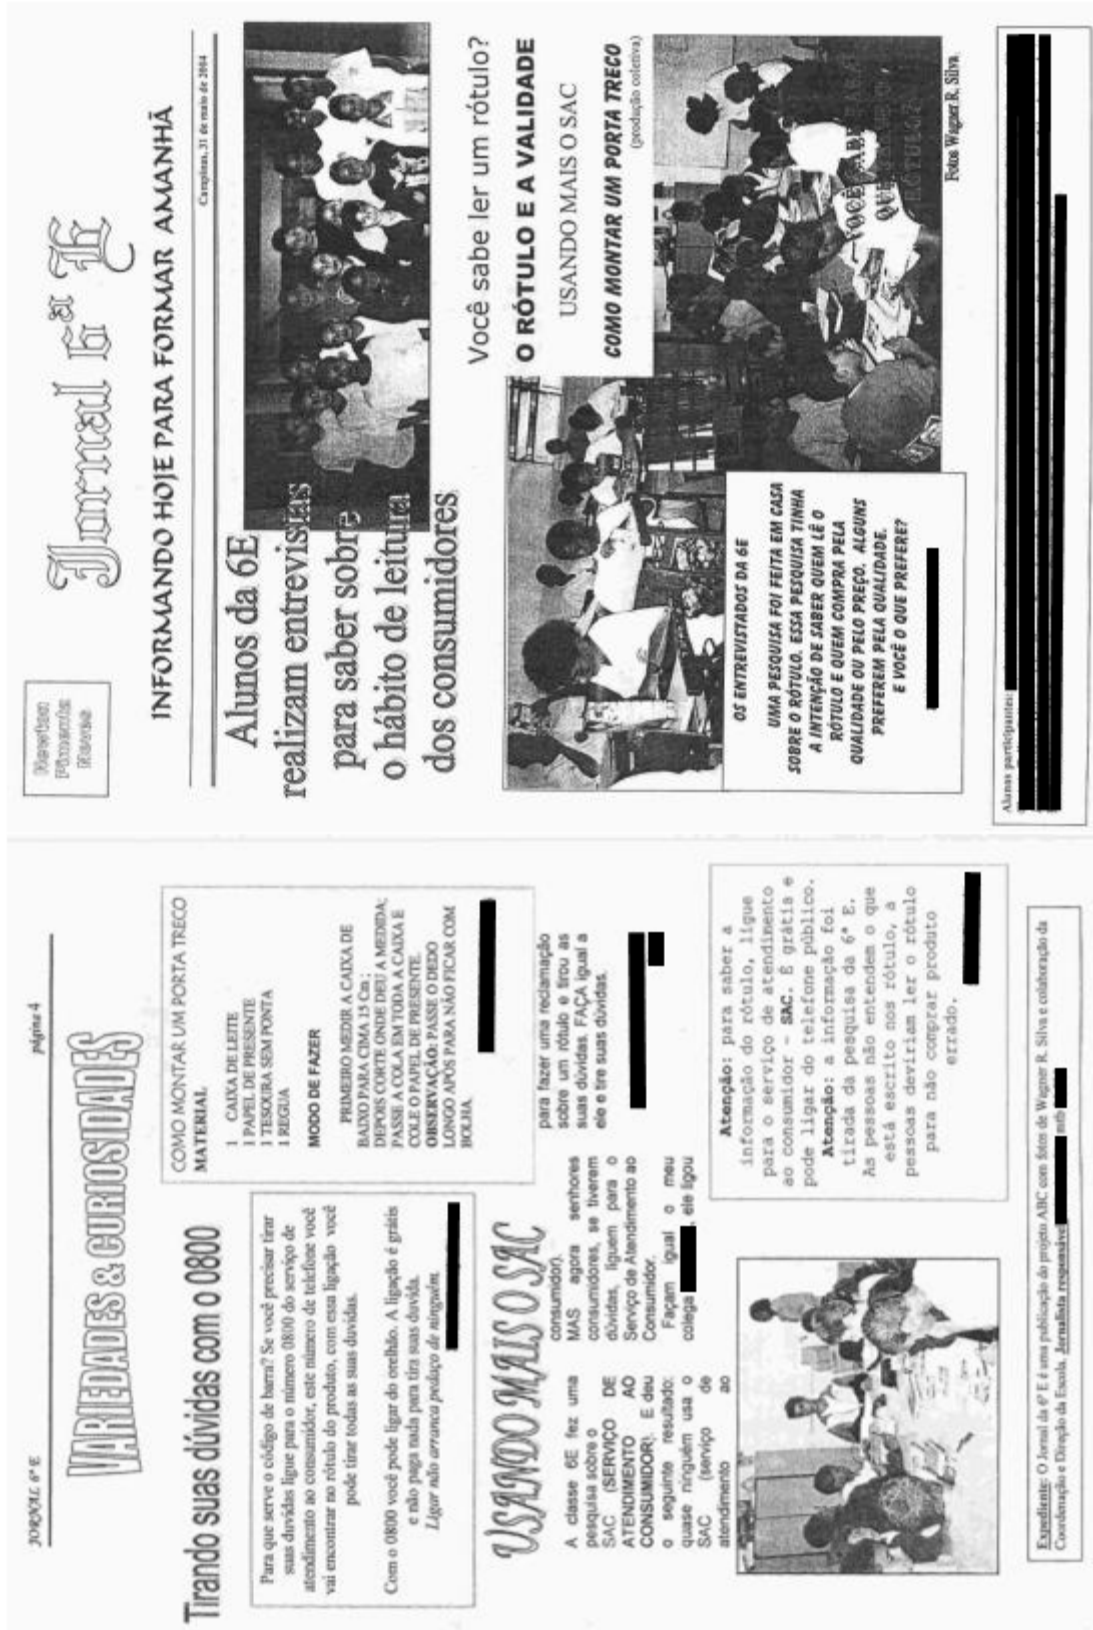 Newton
Pimenta
Neves
Jornal 6ª E
INFORMANDO HOJE PARA FORMAR AMANHÃ
Campinas, 31 de maio de 2004
Alunos da 6E
realizam entrevistas
para saber sobre
o hábito de leitura
dos consumidores
Você sabe ler um rótulo?
O RÓTULO E A VALIDADE
USANDO MAIS O SAC
COMO MONTAR UM PORTA TRECO
(produção coletiva)
OS ENTREVISTADOS DA 6E
UMA PESQUISA FOI FEITA EM CASA
SOBRE O RÓTULO. ESSA PESQUISA TINHA
A INTENÇÃO DE SABER QUEM LÊ O
RÓTULO E QUEM COMPRA PELA
QUALIDADE OU PELO PREÇO. ALGUNS
PREFEREM PELA QUALIDADE.
E VOCÊ O QUE PREFERE?
Fotos Wagner R. Silva
Alunas participantes:
JORNAL 6ª E página 4
VARIEDADES & CURIOSIDADES
Tirando suas dúvidas com o 0800
Para que serve o código de barra? Se você precisar tirar
suas duvidas ligue para o número 0800 do serviço de
atendimento ao consumidor, este número de telefone você
vai encontrar no rótulo do produto, com essa ligação você
pode tirar todas as suas duvidas.
Com o 0800 você pode ligar do orelhão. A ligação é grátis
e não paga nada para tira suas duvida.
Ligar não arranca pedaço de ninguém.
COMO MONTAR UM PORTA TRECO
MATERIAL
1 CAIXA DE LEITE
1 PAPEL DE PRESENTE
1 TESOURA SEM PONTA
1 REGUA
MODO DE FAZER
PRIMEIRO MEDIR A CAIXA DE
BAIXO PARA CIMA 15 Cm ;
DEPOIS CORTE ONDE DEU A MEDIDA;
PASSE A COLA EM TODA A CAIXA E
COLE O PAPEL DE PRESENTE.
OBSERVAÇÃO: PASSE O DEDO
LONGO APÓS PARA NÃO FICAR COM
BOLHA.
USANDO MAIS O SAC
A classe 6E fez uma
pesquisa sobre o
SAC (SERVIÇO DE
ATENDIMENTO AO
CONSUMIDOR). E deu
o seguinte resultado:
quase ninguém usa o
SAC (serviço de
atendimento ao
consumidor).
MAS agora senhores
consumidores, se tiverem
dúvidas, liguem para o
Serviço de Atendimento ao
Consumidor.
Façam igual o meu
colega , ele ligou
para fazer uma reclamação
sobre um rótulo e tirou as
suas dúvidas. FAÇA igual a
ele e tire suas dúvidas.
Atenção: para saber a
informação do rótulo, ligue
para o serviço de atendimento
ao consumidor – SAC. É grátis e
pode ligar do telefone público.
Atenção: a informação foi
tirada da pesquisa da 6ª E.
As pessoas não entendem o que
está escrito nos rótulo, a
pessoas deviriam ler o rótulo
para não comprar produto
errado.
Expediente: O Jornal da 6ª E é uma publicação do projeto ABC com fotos de Wagner R. Silva e colaboração da
Coordenação e Direção da Escola. Jornalista responsável mtb